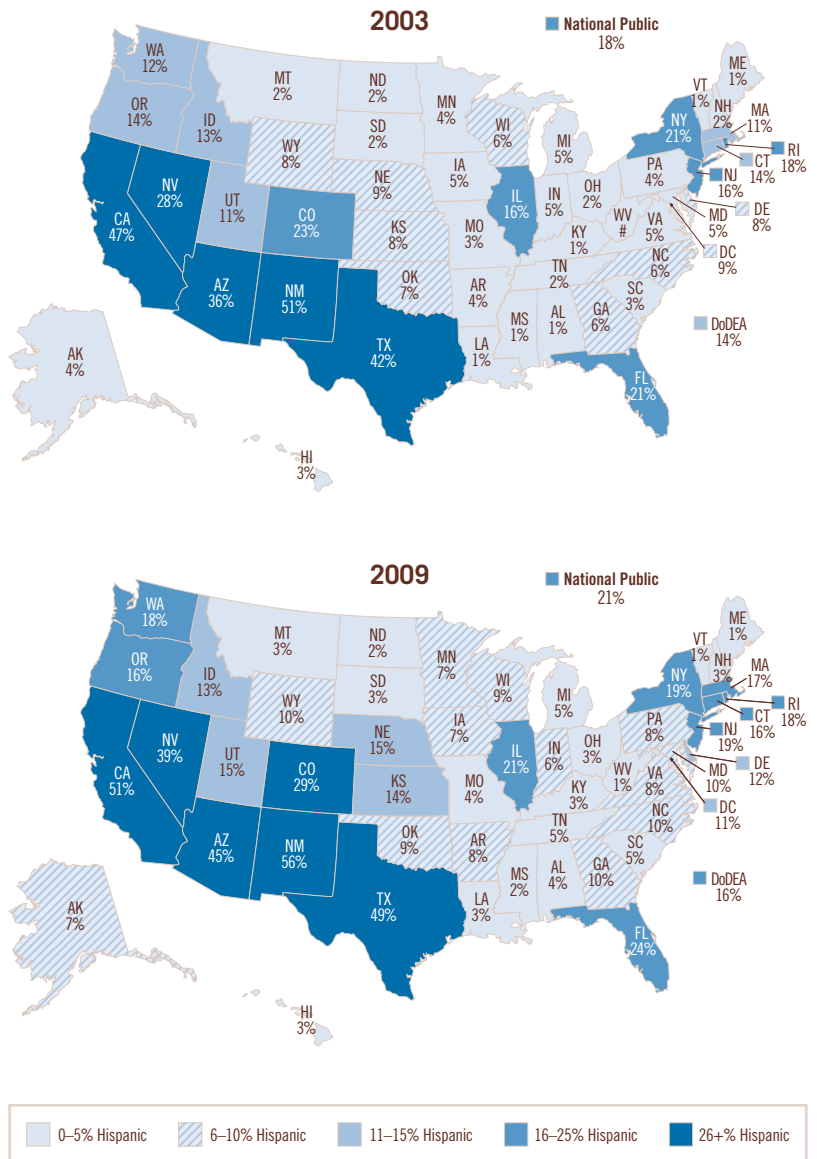 2003
National Public
18%
WA
12%
OR
14%
ID
13%
MT
2%
ND
2%
MN
4%
SD
2%
WY
8%
WI
6%
MI
5%
NY
21%
VT
1%
NH
2%
ME
1%
MA
11%
RI
18%
CT
14%
NJ
16%
DE
8%
MD
5%
DC
9%
PA
4%
NE
9%
IA
5%
IL
16%
IN
5%
OH
2%
WV
#
VA
5%
NV
28%
UT
11%
CO
23%
KS
8%
MO
3%
KY
1%
NC
6%
CA
47%
AZ
36%
NM
51%
OK
7%
AR
4%
TN
2%
SC
3%
GA
6%
AL
1%
MS
1%
LA
1%
TX
42%
FL
21%
DoDEA
14%
AK
4%
HI
3%
2009
National Public
21%
WA
18%
OR
16%
ID
13%
MT
3%
ND
2%
MN
7%
SD
3%
WY
10%
WI
9%
MI
5%
NY
19%
VT
1%
NH
3%
ME
1%
MA
17%
RI
18%
CT
16%
NJ
19%
DE
12%
MD
10%
DC
11%
PA
8%
NE
15%
IA
7%
IL
21%
IN
6%
OH
3%
WV
1%
VA
8%
NV
39%
UT
15%
CO
29%
KS
14%
MO
4%
KY
3%
NC
10%
CA
51%
AZ
45%
NM
56%
OK
9%
AR
8%
TN
5%
SC
5%
GA
10%
AL
4%
MS
2%
LA
3%
TX
49%
FL
24%
DoDEA
16%
AK
7%
HI
3%
0–5% Hispanic
6–10% Hispanic
11–15% Hispanic
16–25% Hispanic
26+% Hispanic